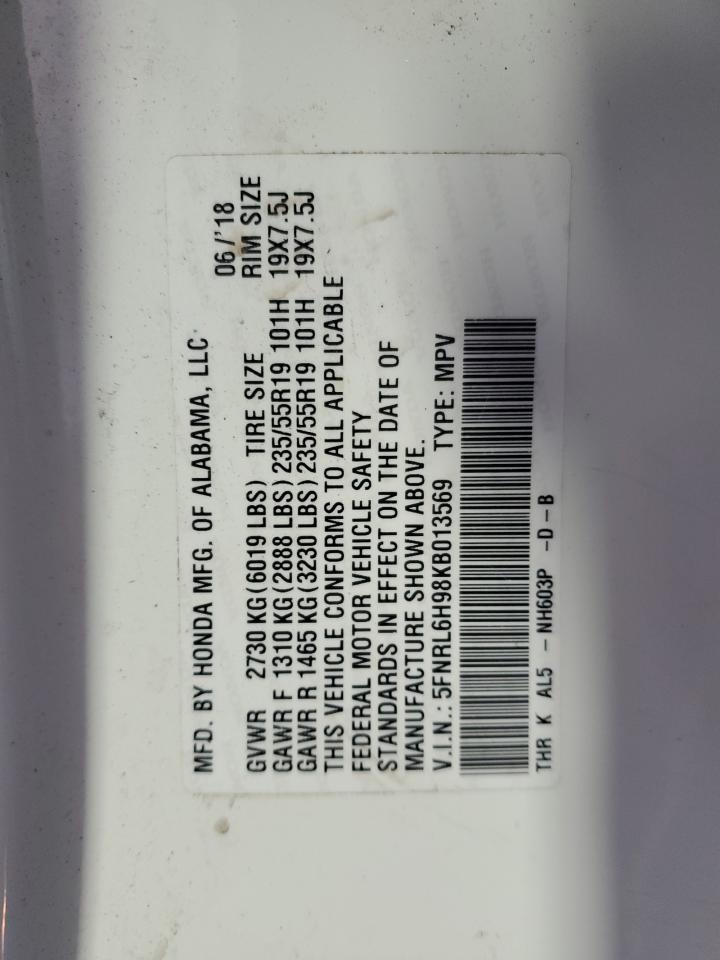 MFD. BY HONDA MFG. OF ALABAMA, LLC
06/'18
GVWR 2730 KG(6019 LBS) TIRE SIZE RIM SIZE
GAWR F 1310 KG(2888 LBS) 235/55R19 101H 19X7.5J
GAWR R 1465 KG(3230 LBS) 235/55R19 101H 19X7.5J
THIS VEHICLE CONFORMS TO ALL APPLICABLE
FEDERAL MOTOR VEHICLE SAFETY
STANDARDS IN EFFECT ON THE DATE OF
MANUFACTURE SHOWN ABOVE.
V.I.N.: 5FNRL6H98KB013569 TYPE: MPV
THR K AL5 - NH603P -D-B